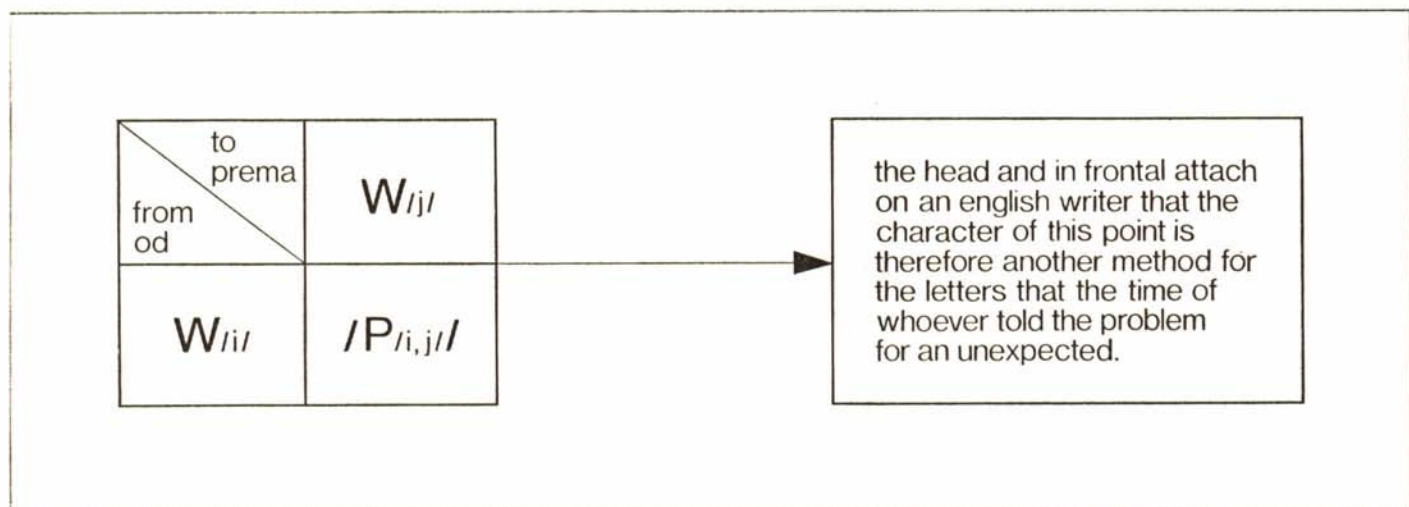 to
prema
from
od
W/j/
W/i/
/P/i,j//
the head and in frontal attach
on an english writer that the
character of this point is
therefore another method for
the letters that the time of
whoever told the problem
for an unexpected.